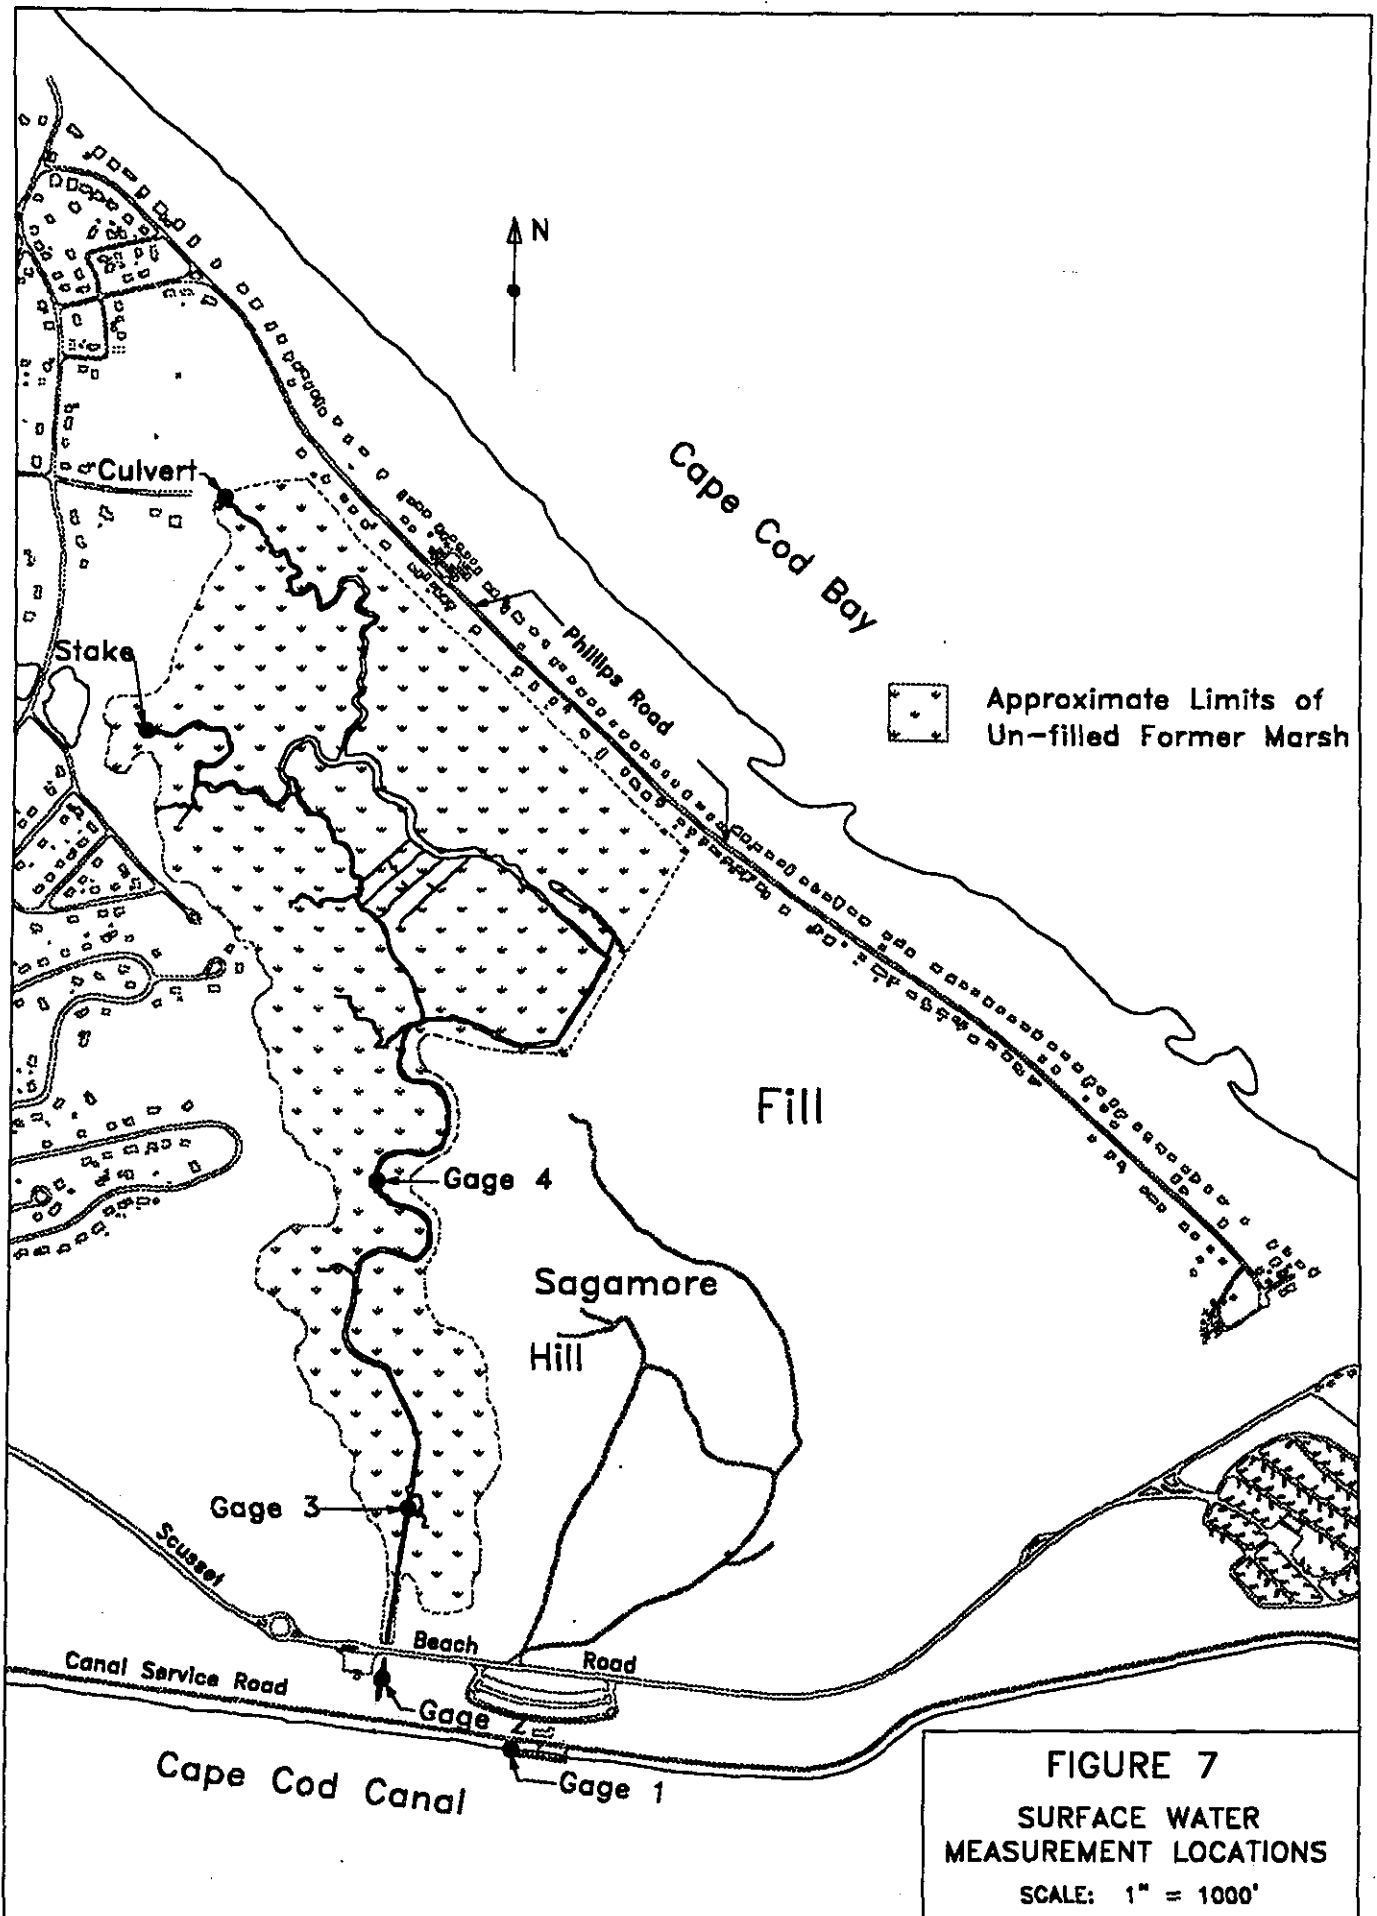 N
Culvert
Cape Cod Bay
Stake
Phillips Road
Approximate Limits of
Un-filled Former Marsh
Fill
Gage 4
Sagamore
Hill
Gage 3
Scusset
Beach
Road
Canal Service Road
Gage 2
Gage 1
Cape Cod Canal
FIGURE 7
SURFACE WATER
MEASUREMENT LOCATIONS
SCALE: 1" = 1000'